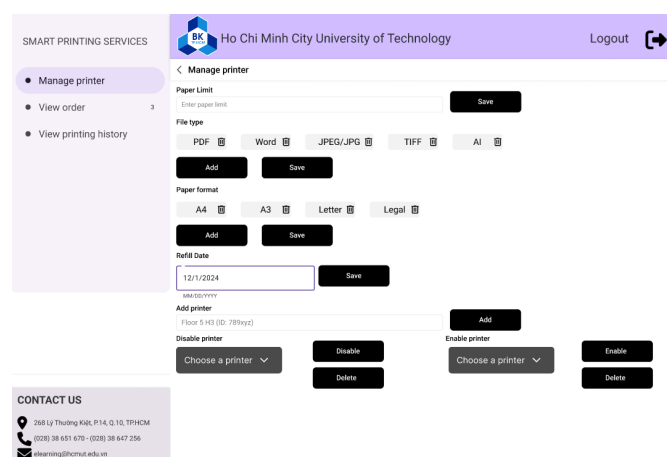 SMART PRINTING SERVICES
BK
TP.HCM
Ho Chi Minh City University of Technology
Logout
Manage printer
View order 3
View printing history
Manage printer
Paper Limit
Enter paper limit
Save
File type
PDF Word JPEG/JPG TIFF AI
Add Save
Paper format
A4 A3 Letter Legal
Add Save
Refill Date
12/1/2024
Save
MM/DD/YYYY
Add printer
Floor 5 H3 (ID: 789xyz)
Add
Disable printer Enable printer
Choose a printer Disable Choose a printer Enable
Delete Delete
CONTACT US
268 Lý Thường Kiệt, P.14, Q.10, TP.HCM
(028) 38 651 670 - (028) 38 647 256
elearning@hcmut.edu.vn